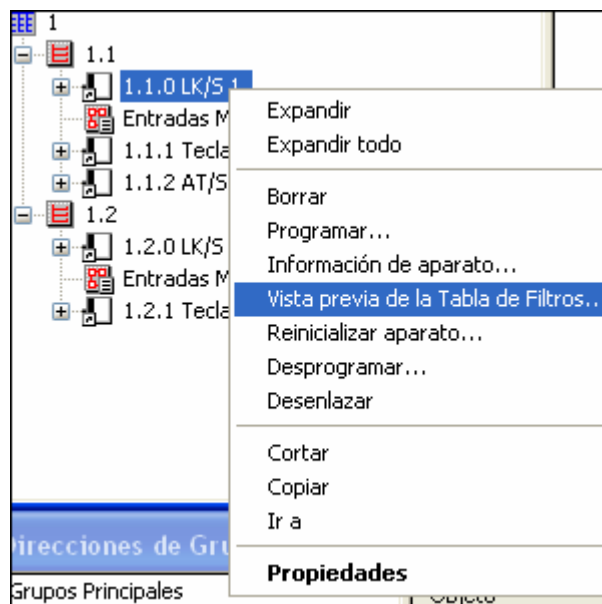 1
1.1
1.1.0 LK/S 1
Entradas M
1.1.1 Tecla
1.1.2 AT/S
1.2
1.2.0 LK/S
Entradas M
1.2.1 Tecla
Expandir
Expandir todo
Borrar
Programar...
Información de aparato...
Vista previa de la Tabla de Filtros...
Reinicializar aparato...
Desprogramar...
Desenlazar
Cortar
Copiar
Ir a
Propiedades
Direcciones de Gru
Grupos Principales
Objeto